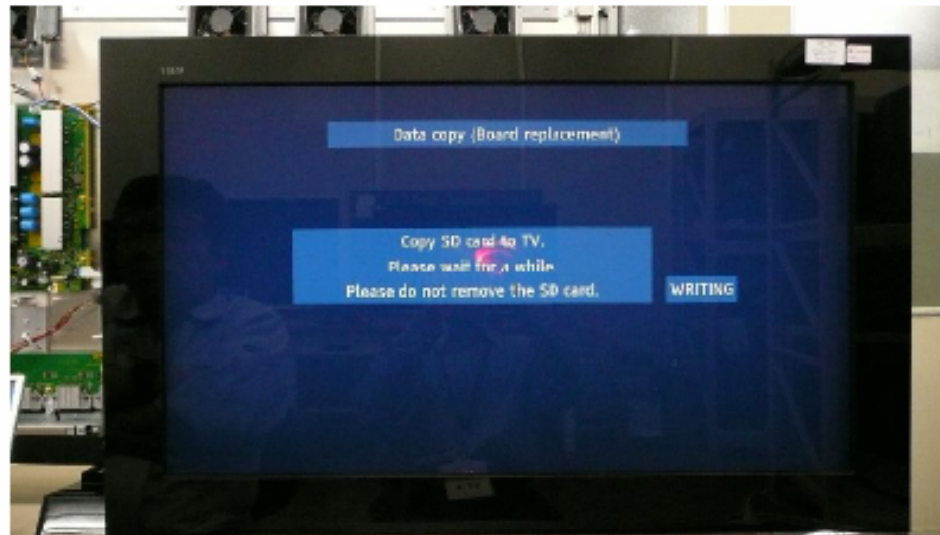 Data copy (Board replacement)
Copy SD card to TV.
Please wait for a while
Please do not remove the SD card.
WRITING